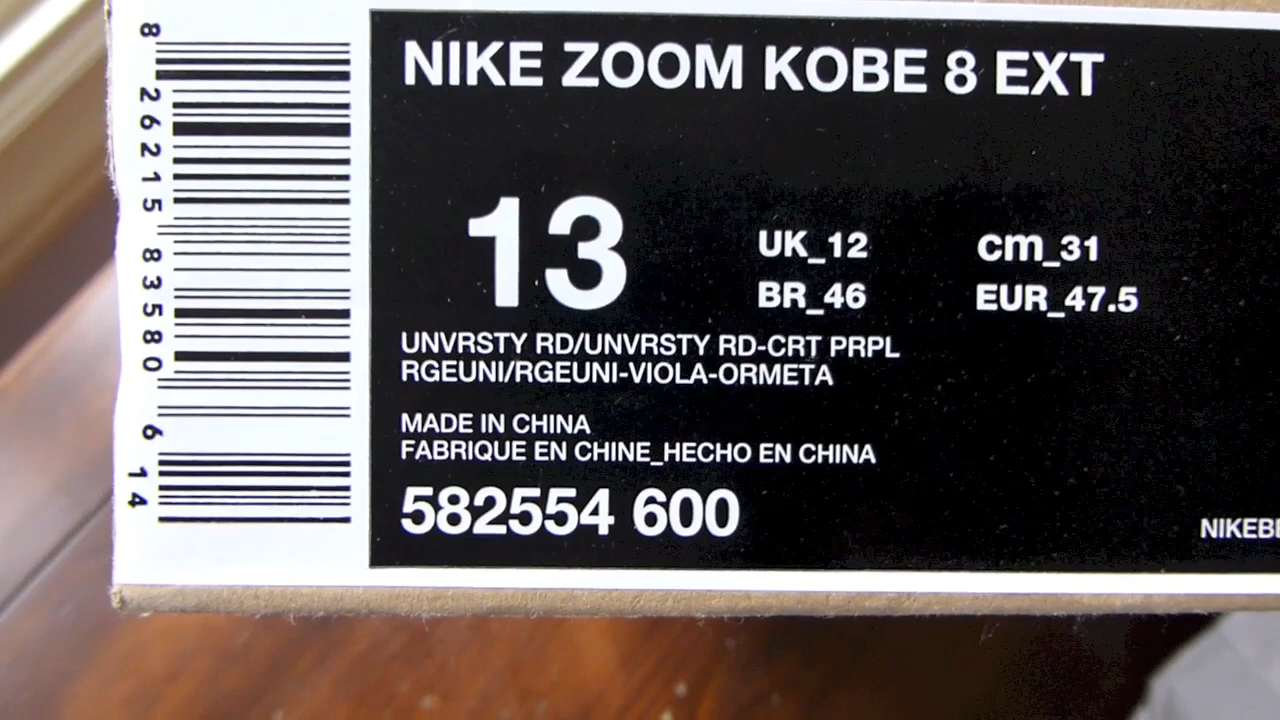 8 26215 83580 6 14
NIKE ZOOM KOBE 8 EXT
13
UK_12 cm_31
BR_46 EUR_47.5
UNVRSTY RD/UNVRSTY RD-CRT PRPL
RGEUNI/RGEUNI-VIOLA-ORMETA
MADE IN CHINA
FABRIQUE EN CHINE_HECHO EN CHINA
582554 600